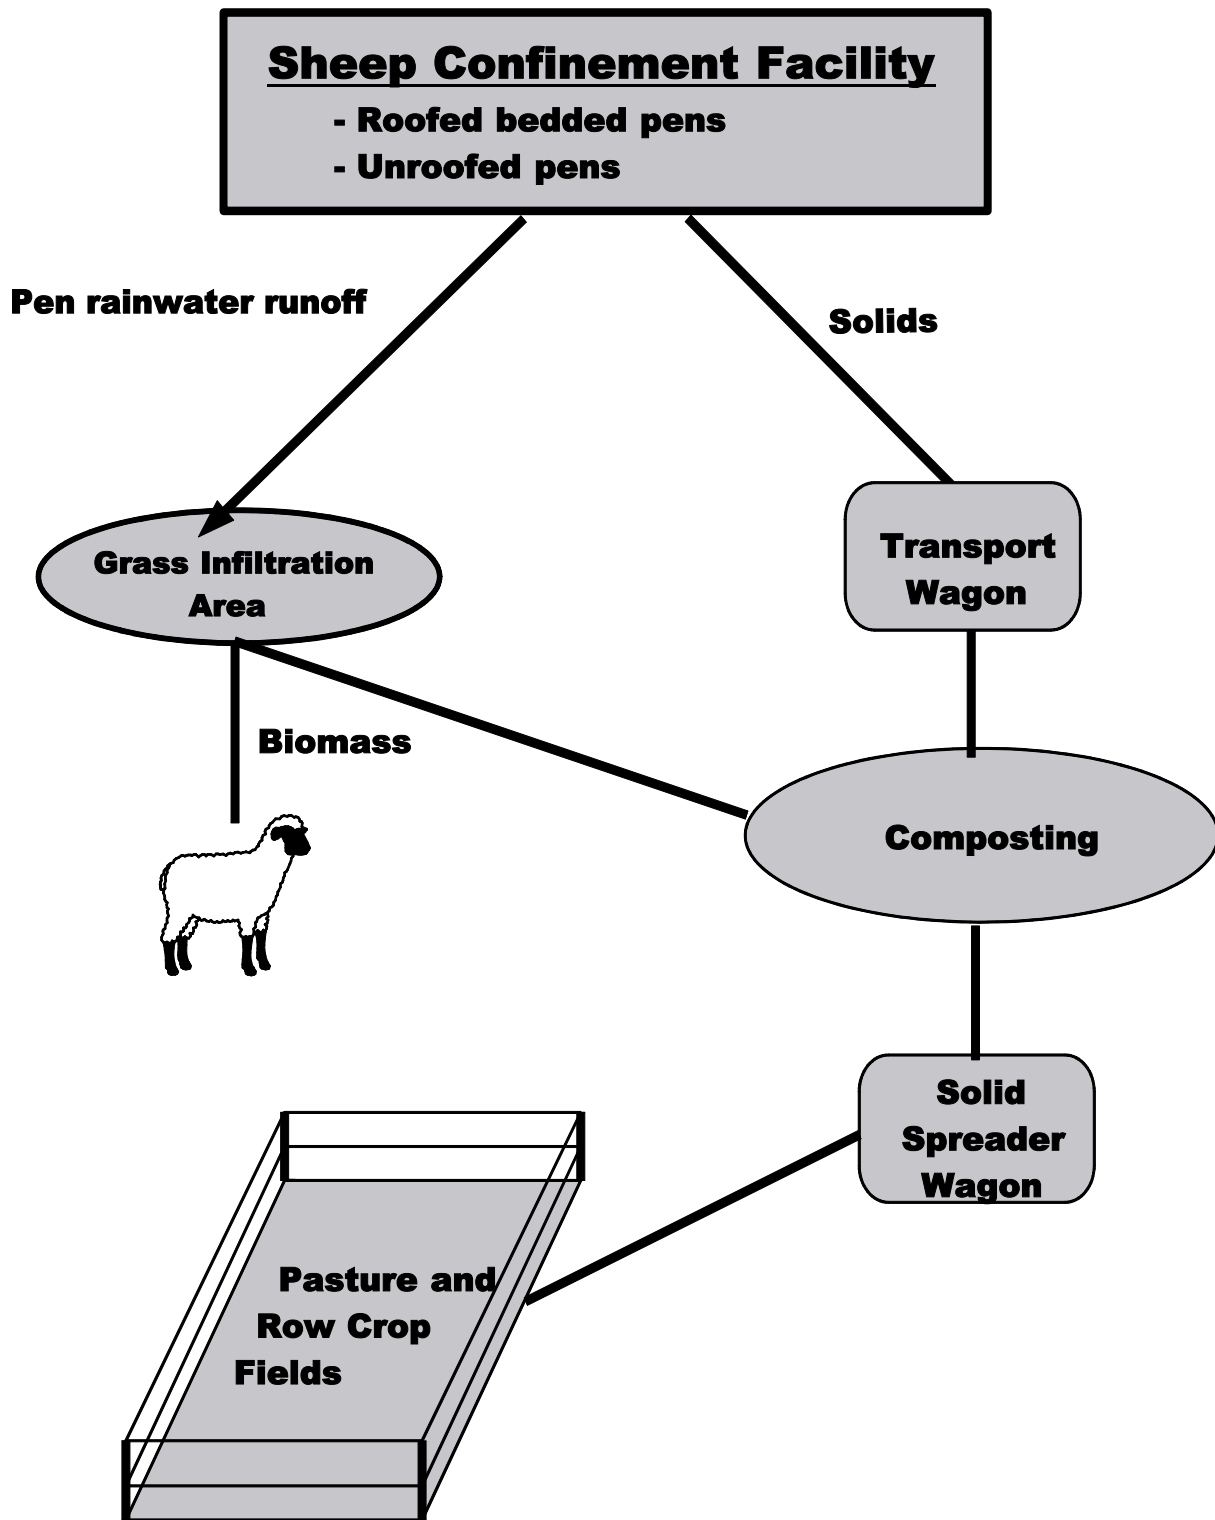 Sheep Confinement Facility
- Roofed bedded pens
- Unroofed pens
Pen rainwater runoff
Solids
Grass Infiltration
Area
Transport
Wagon
Biomass
Composting
Solid
Spreader
Wagon
Pasture and
Row Crop
Fields